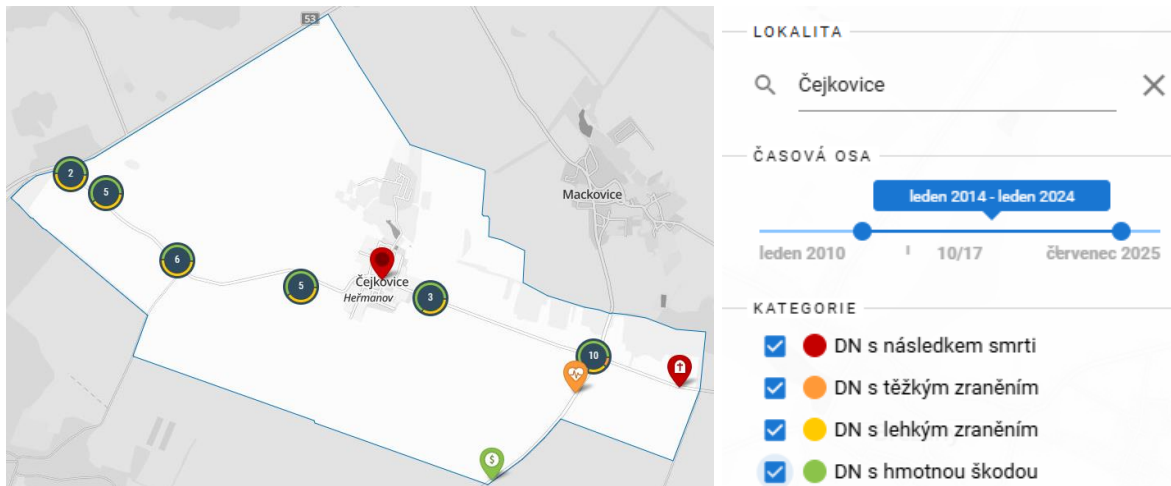 53
2
5
6
5
3
10
$
Mackovice
Čejkovice
Heřmanov
LOKALITA
Čejkovice
ČASOVÁ OSA
leden 2014 - leden 2024
leden 2010 10/17 červenec 2025
KATEGORIE
DN s následkem smrti
DN s těžkým zraněním
DN s lehkým zraněním
DN s hmotnou škodou